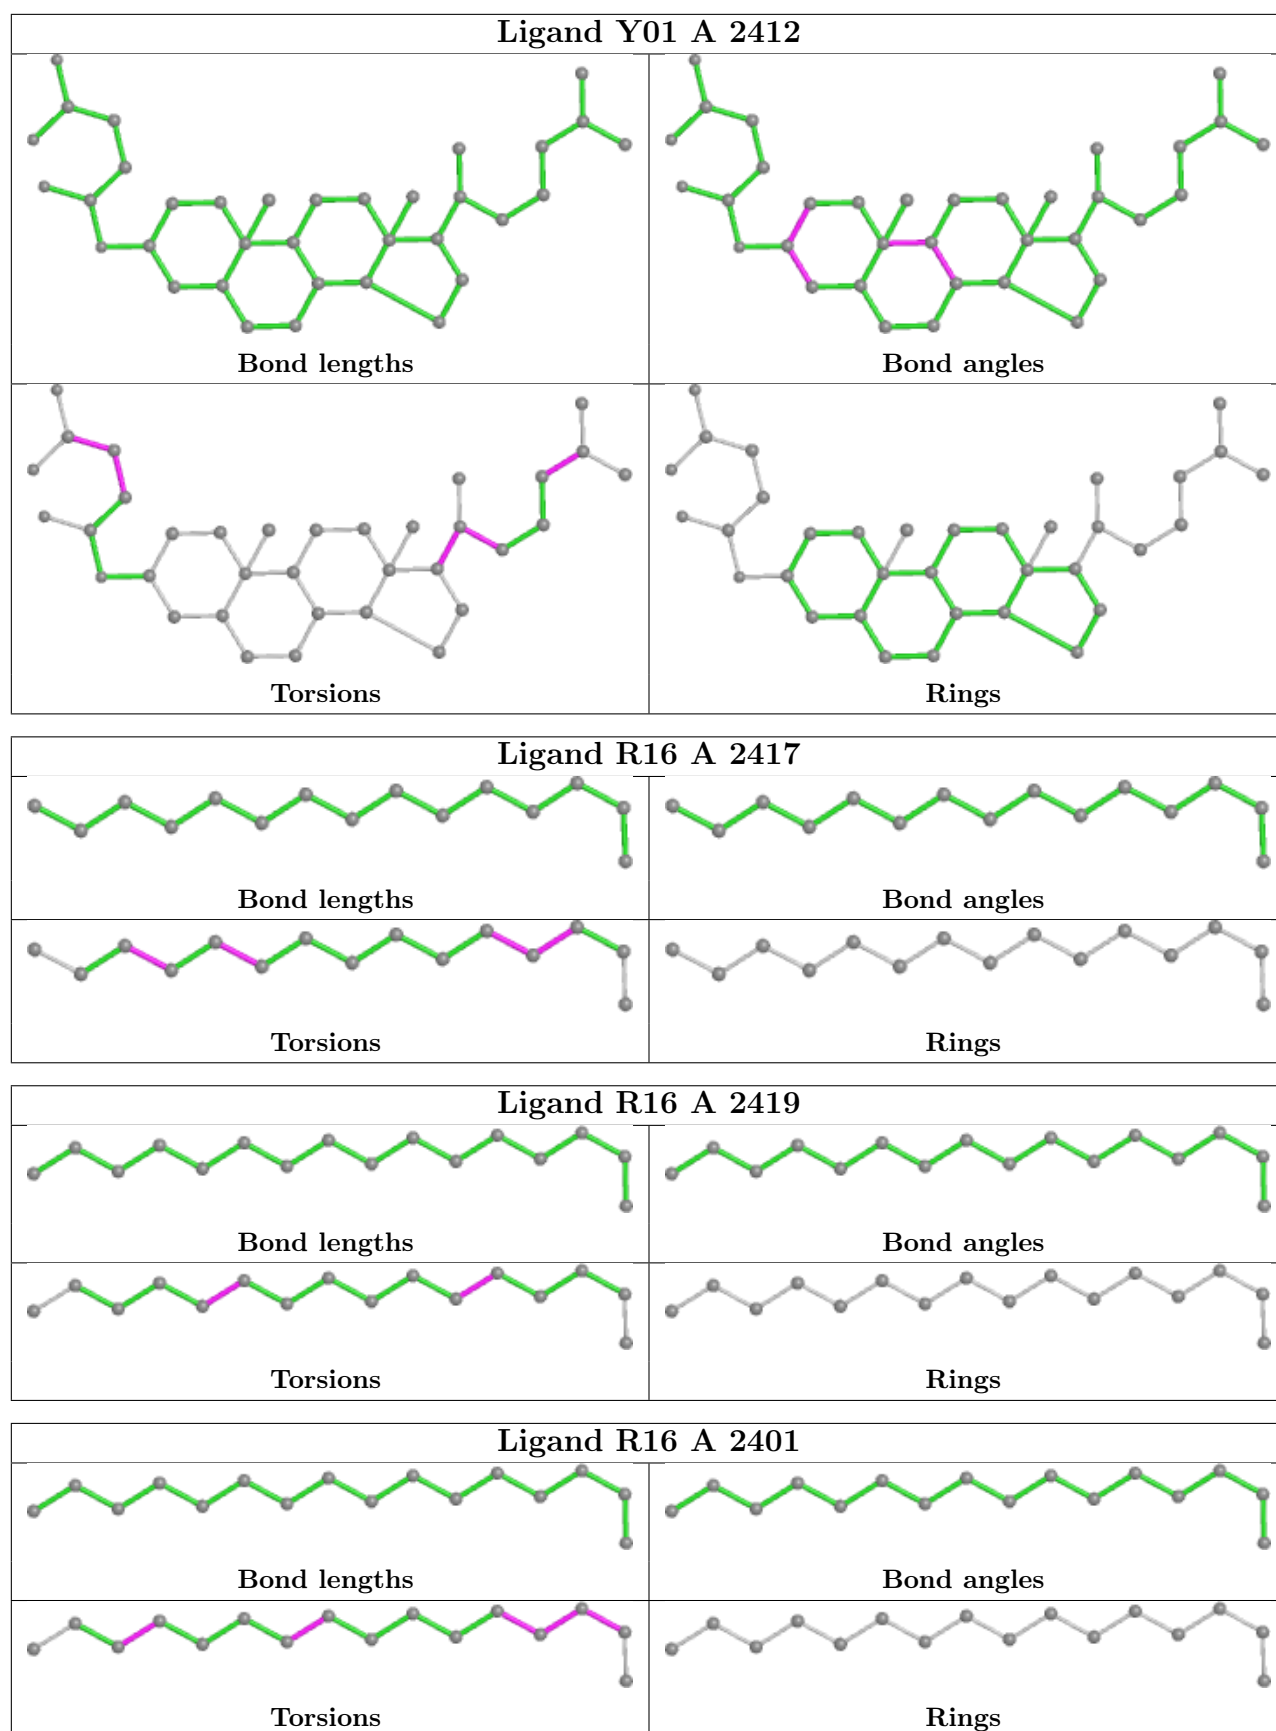 Ligand Y01 A 2412
Bond lengths
Bond angles
Torsions
Rings
Ligand R16 A 2417
Bond lengths
Bond angles
Torsions
Rings
Ligand R16 A 2419
Bond lengths
Bond angles
Torsions
Rings
Ligand R16 A 2401
Bond lengths
Bond angles
Torsions
Rings